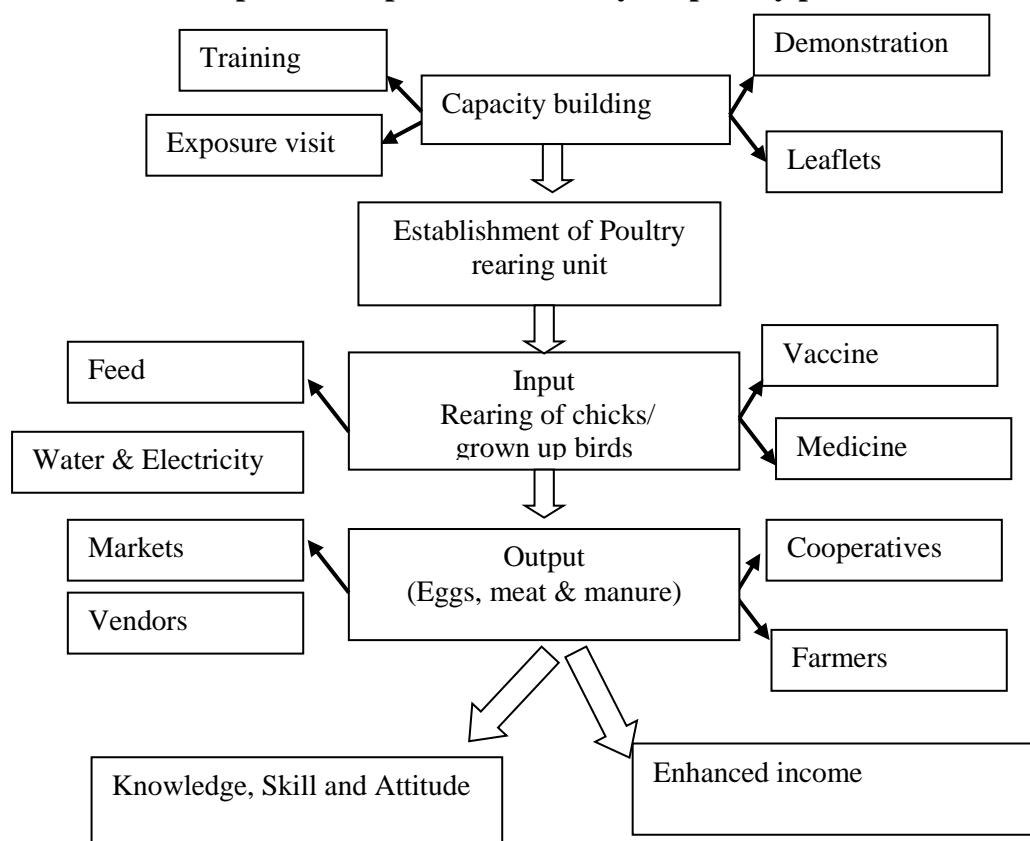 Training
Demonstration
Capacity building
Exposure visit
Leaflets
Establishment of Poultry
rearing unit
Feed
Vaccine
Input
Rearing of chicks/
grown up birds
Water & Electricity
Medicine
Markets
Cooperatives
Output
(Eggs, meat & manure)
Vendors
Farmers
Knowledge, Skill and Attitude
Enhanced income